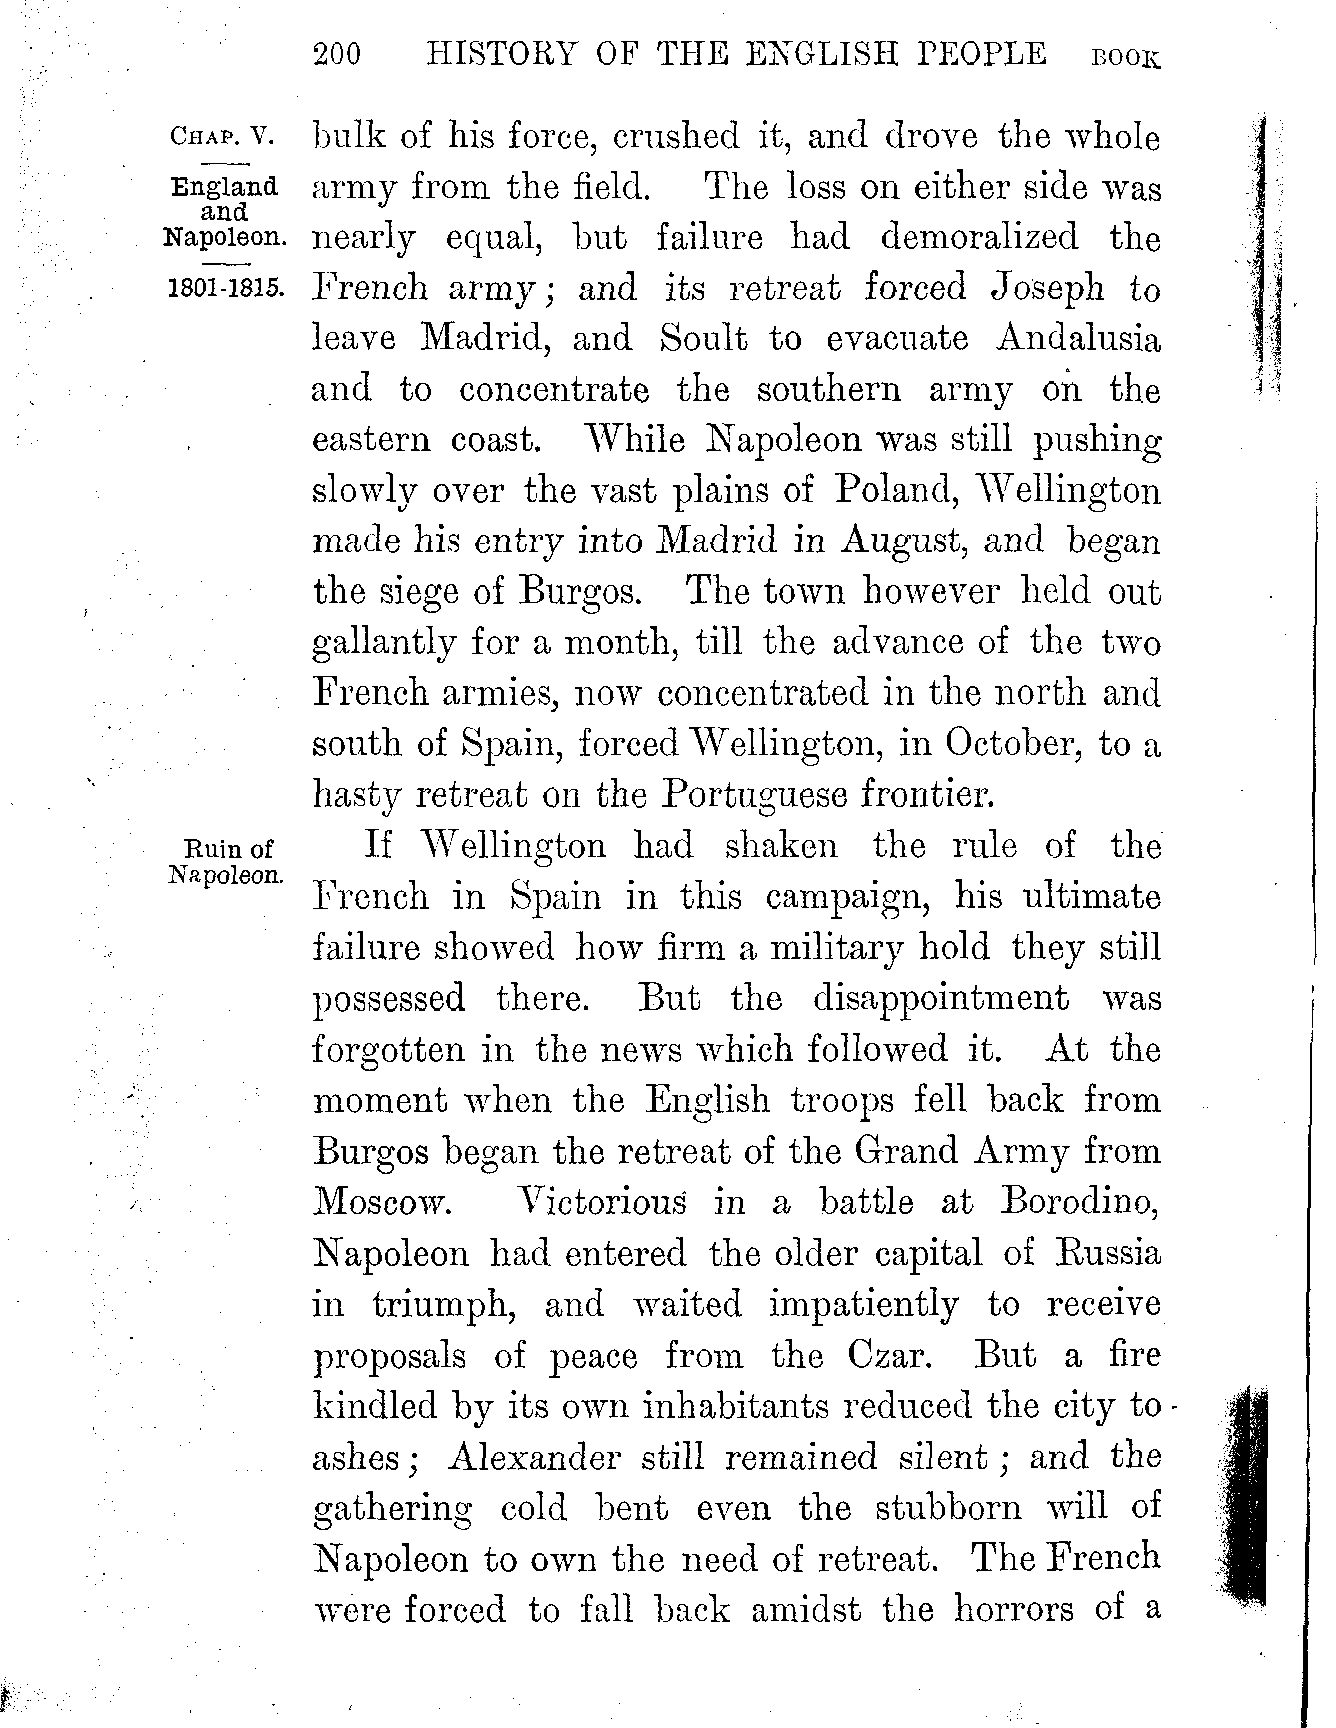 200 HISTORY OF THE ENGLISH PEOPLE BOOK
CHAP. V.
England
and
Napoleon.
1801-1815.
bulk of his force, crushed it, and drove the whole
army from the field. The loss on either side was
nearly equal, but failure had demoralized the
French army; and its retreat forced Joseph to
leave Madrid, and Soult to evacuate Andalusia
and to concentrate the southern army on the
eastern coast. While Napoleon was still pushing
slowly over the vast plains of Poland, Wellington
made his entry into Madrid in August, and began
the siege of Burgos. The town however held out
gallantly for a month, till the advance of the two
French armies, now concentrated in the north and
south of Spain, forced Wellington, in October, to a
hasty retreat on the Portuguese frontier.
Ruin of
Napoleon.
If Wellington had shaken the rule of the
French in Spain in this campaign, his ultimate
failure showed how firm a military hold they still
possessed there. But the disappointment was
forgotten in the news which followed it. At the
moment when the English troops fell back from
Burgos began the retreat of the Grand Army from
Moscow. Victorious in a battle at Borodino,
Napoleon had entered the older capital of Russia
in triumph, and waited impatiently to receive
proposals of peace from the Czar. But a fire
kindled by its own inhabitants reduced the city to
ashes; Alexander still remained silent; and the
gathering cold bent even the stubborn will of
Napoleon to own the need of retreat. The French
were forced to fall back amidst the horrors of a